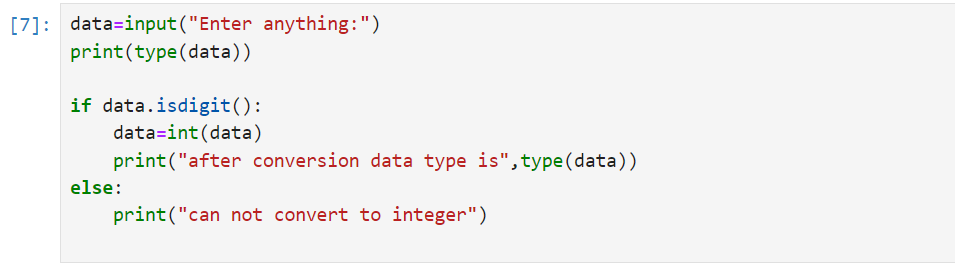 [7]: data=input("Enter anything:")
print(type(data))
if data.isdigit():
    data=int(data)
    print("after conversion data type is",type(data))
else:
    print("can not convert to integer")